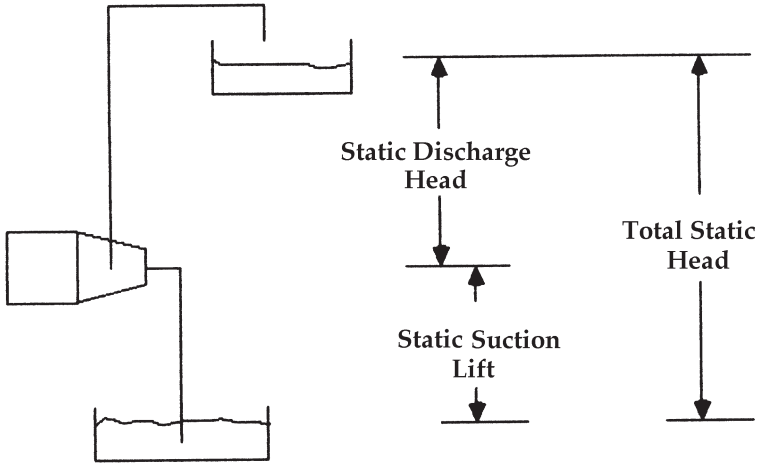 Static Discharge
Head
Total Static
Head
Static Suction
Lift